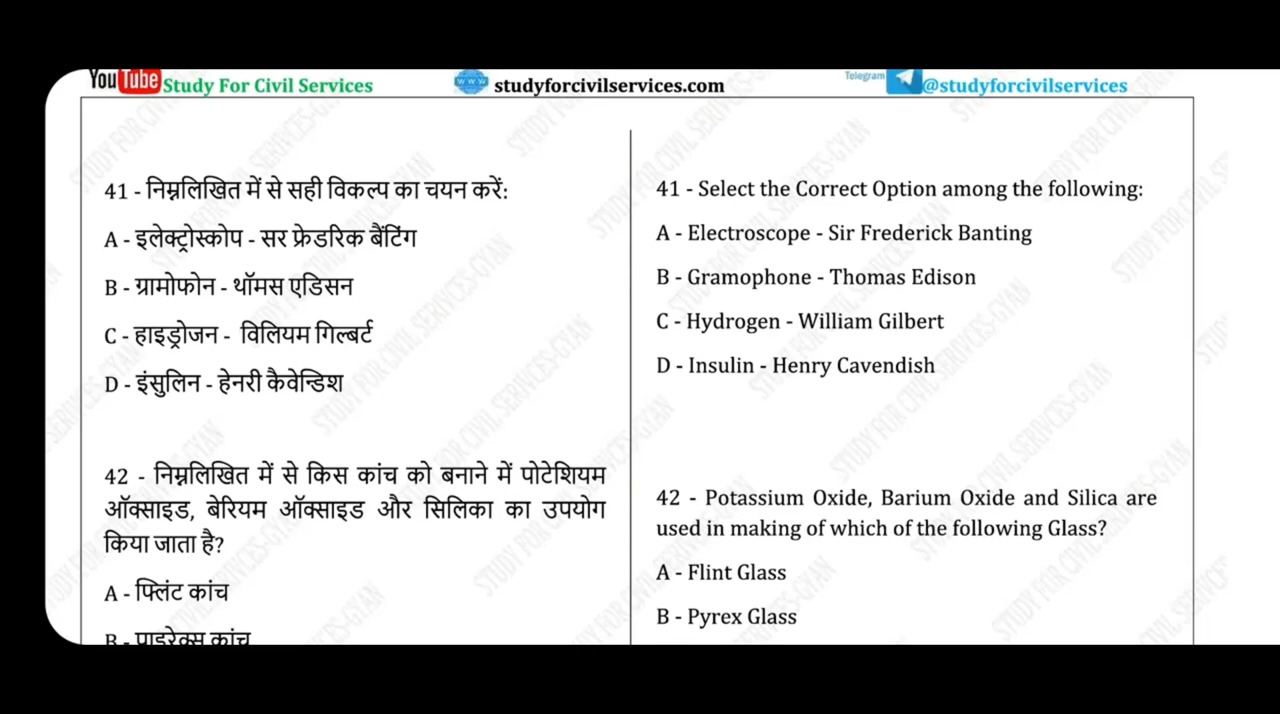 YouTube Study For Civil Services
www studyforcivilservices.com
Telegram @studyforcivilservices
41 - निम्नलिखित में से सही विकल्प का चयन करें:
A - इलेक्ट्रोस्कोप - सर फ्रेडरिक बैंटिंग
B - ग्रामोफोन - थॉमस एडिसन
C - हाइड्रोजन - विलियम गिल्बर्ट
D - इंसुलिन - हेनरी कैवेन्डिश
42 - निम्नलिखित में से किस कांच को बनाने में पोटेशियम
ऑक्साइड, बेरियम ऑक्साइड और सिलिका का उपयोग
किया जाता है?
A - फ्लिंट कांच
B - पाइरेक्स कांच
41 - Select the Correct Option among the following:
A - Electroscope - Sir Frederick Banting
B - Gramophone - Thomas Edison
C - Hydrogen - William Gilbert
D - Insulin - Henry Cavendish
42 - Potassium Oxide, Barium Oxide and Silica are
used in making of which of the following Glass?
A - Flint Glass
B - Pyrex Glass